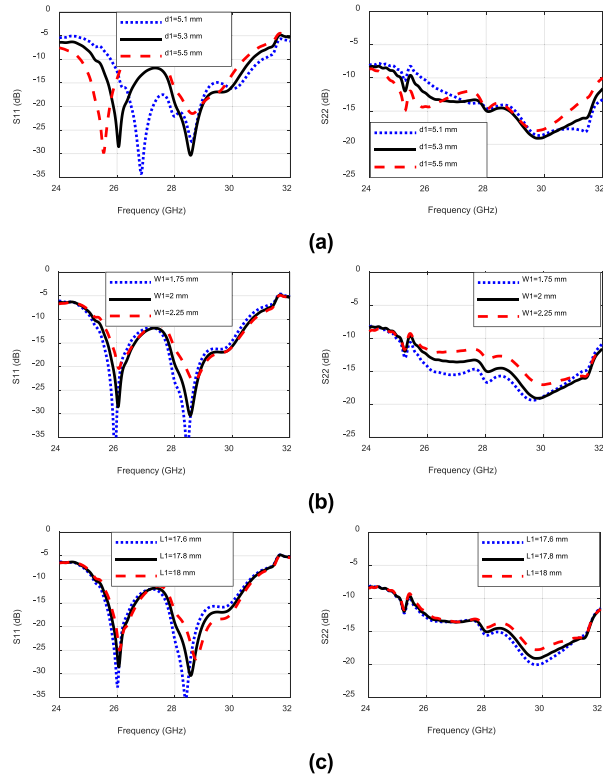 0
-5
-10
-15
-20
-25
-30
-35
24
26
28
30
32
S11 (dB)
Frequency (GHz)
d1=5.1 mm
d1=5.3 mm
d1=5.5 mm
0
-5
-10
-15
-20
-25
24
26
28
30
32
S22 (dB)
Frequency (GHz)
d1=5.1 mm
d1=5.3 mm
d1=5.5 mm
(a)
0
-5
-10
-15
-20
-25
-30
-35
24
26
28
30
32
S11 (dB)
Frequency (GHz)
W1=1.75 mm
W1=2 mm
W1=2.25 mm
0
-5
-10
-15
-20
-25
24
26
28
30
32
S22 (dB)
Frequency (GHz)
W1=1.75 mm
W1=2 mm
W1=2.25 mm
(b)
0
-5
-10
-15
-20
-25
-30
-35
24
26
28
30
32
S11 (dB)
Frequency (GHz)
L1=17.6 mm
L1=17.8 mm
L1=18 mm
0
-5
-10
-15
-20
-25
24
26
28
30
32
S22 (dB)
Frequency (GHz)
L1=17.6 mm
L1=17.8 mm
L1=18 mm
(c)